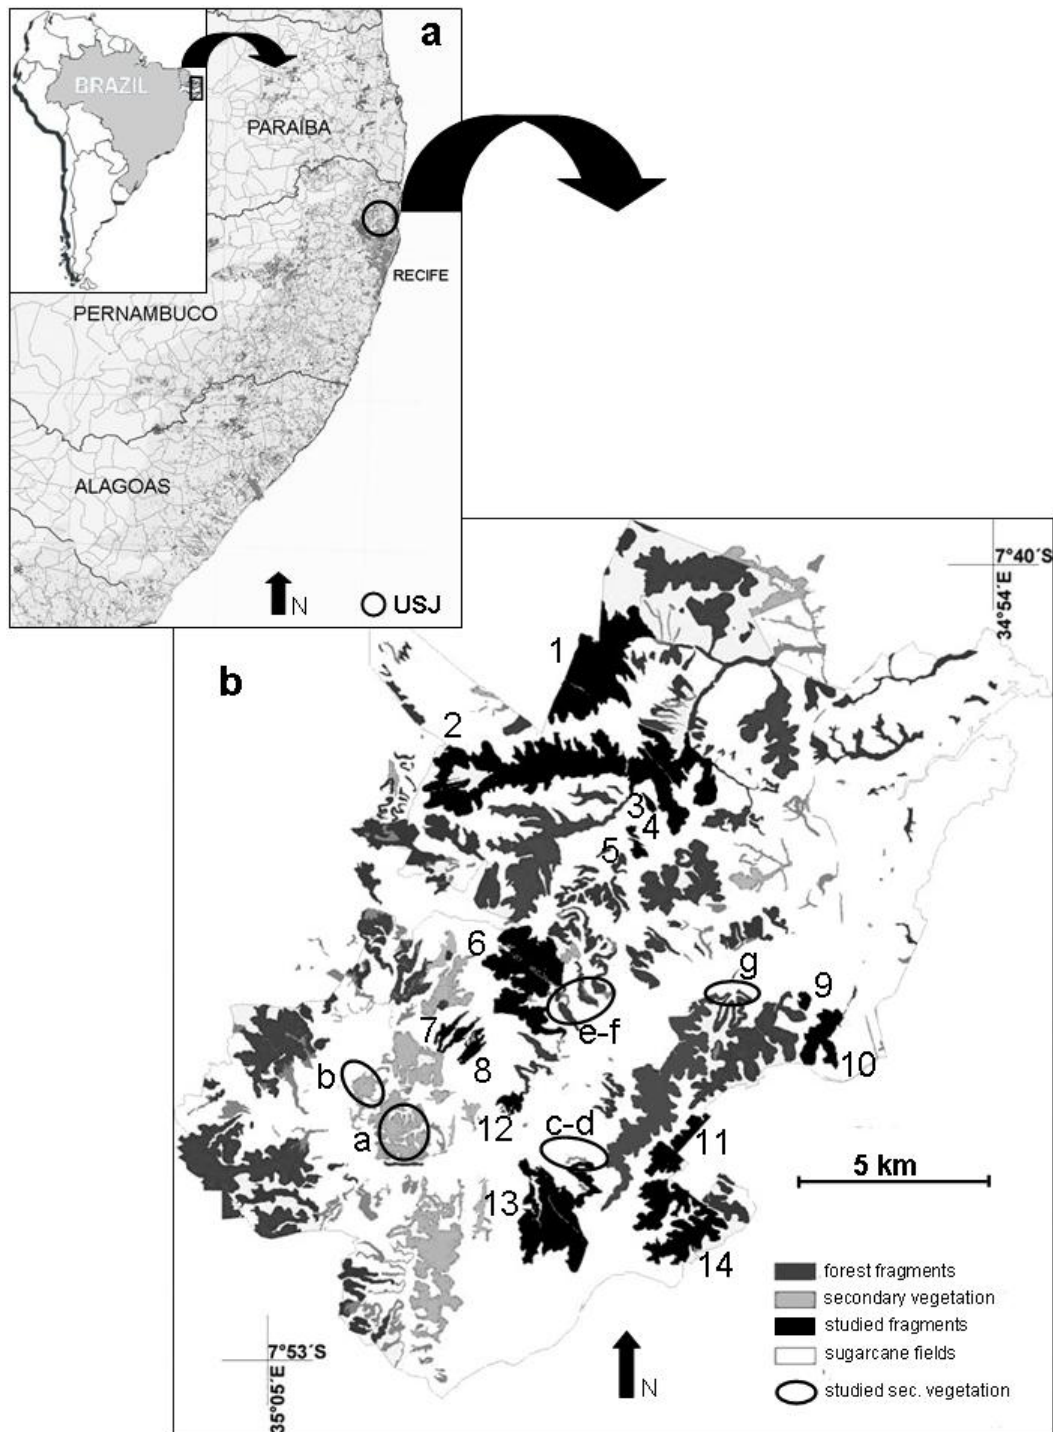 a
BRAZIL
PARAÍBA
RECIFE
PERNAMBUCO
ALAGOAS
N
USJ
7°40´S
34°54´E
b
1
2
3
4
5
6
g
9
e-f
7
8
10
b
a
12
c-d
11
5 km
13
14
forest fragments
secondary vegetation
studied fragments
sugarcane fields
studied sec. vegetation
7°53´S
35°05´E
N